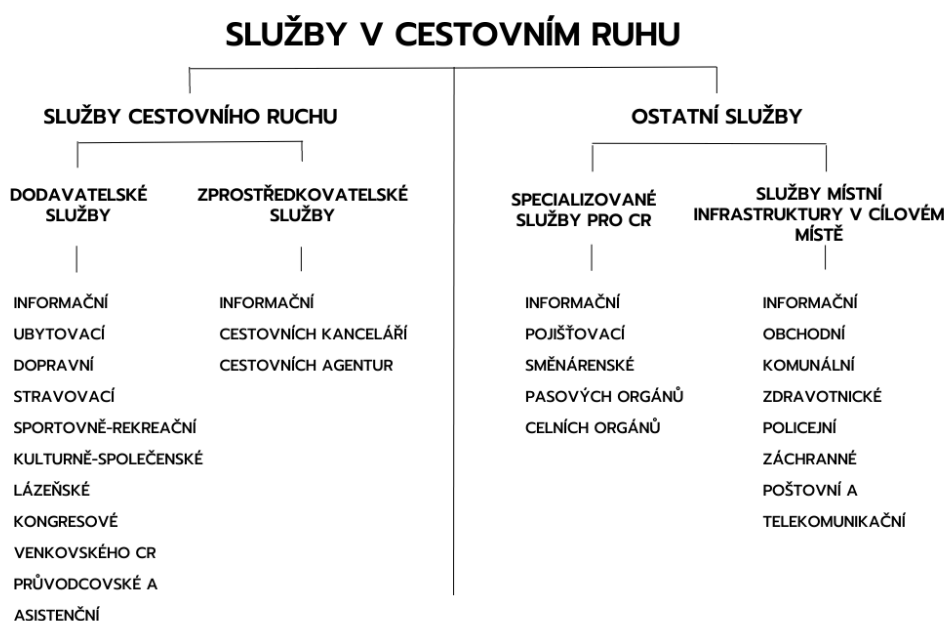 SLUŽBY V CESTOVNÍM RUHU
SLUŽBY CESTOVNÍHO RUCHU
DODAVATELSKÉ
SLUŽBY
INFORMAČNÍ
UBYTOVACÍ
DOPRAVNÍ
STRAVOVACÍ
SPORTOVNĚ-REKREAČNÍ
KULTURNĚ-SPOLEČENSKÉ
LÁZEŇSKÉ
KONGRESOVÉ
VENKOVSKÉHO CR
PRŮVODCOVSKÉ A
ASISTENČNÍ
ZPROSTŘEDKOVATELSKÉ
SLUŽBY
INFORMAČNÍ
CESTOVNÍCH KANCELÁŘÍ
CESTOVNÍCH AGENTUR
OSTATNÍ SLUŽBY
SPECIALIZOVANÉ
SLUŽBY PRO CR
INFORMAČNÍ
POJIŠŤOVACÍ
SMĚNÁRENSKÉ
PASOVÝCH ORGÁNŮ
CELNÍCH ORGÁNŮ
SLUŽBY MÍSTNÍ
INFRASTRUKTURY V CÍLOVÉM
MÍSTĚ
INFORMAČNÍ
OBCHODNÍ
KOMUNÁLNÍ
ZDRAVOTNICKÉ
POLICEJNÍ
ZÁCHRANNÉ
POŠTOVNÍ A
TELEKOMUNIKAČNÍ